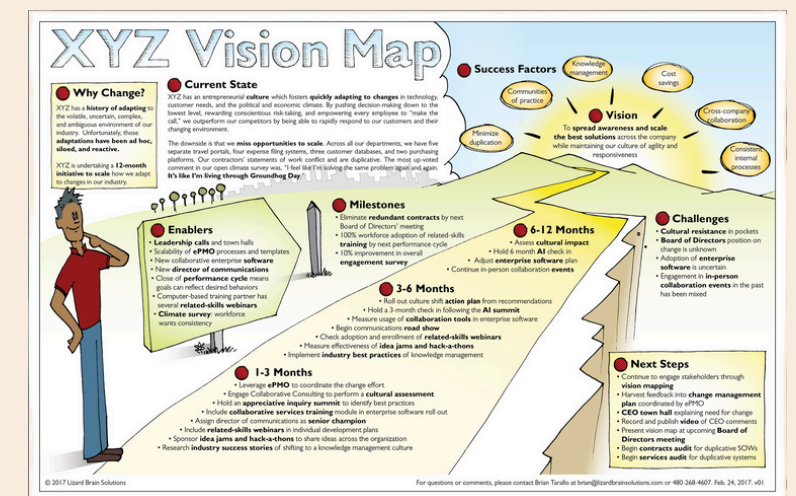 XYZ Vision Map
Why Change?
XYZ has a history of adapting to
the volatile, uncertain, complex,
and ambiguous environment of our
industry. Unfortunately, those
adaptations have been ad hoc,
siloed, and reactive.
XYZ is undertaking a 12-month
initiative to scale how we adapt
to changes in our industry.
Current State
XYZ has an entrepreneurial culture which fosters quickly adapting to changes in technology,
customer needs, and the political and economic climate. By pushing decision-making down to the
lowest level, rewarding conscientious risk-taking, and empowering every employee to "make the
call," we outperform our competitors by being able to rapidly respond to our customers and their
changing environment.
The downside is that we miss opportunities to scale. Across all our departments, we have five
separate travel portals, four expense filing systems, three customer databases, and two purchasing
platforms. Our contractors' statements of work conflict and are duplicative. The most up-voted
comment in our open climate survey was, "I feel like I'm solving the same problem again and again.
It's like I'm living through Groundhog Day.
Success Factors
Knowledge
management
Cost
savings
Communities
of practice
Cross-company
collaboration
Minimize
duplication
Consistent
internal
processes
Vision
To spread awareness and scale
the best solutions across the company
while maintaining our culture of agility and
responsiveness
Enablers
• Leadership calls and town halls
• Scalability of ePMO processes and templates
• New collaborative enterprise software
• New director of communications
• Close of performance cycle means
goals can reflect desired behaviors
• Computer-based training partner has
several related-skills webinars
• Climate survey: workforce
wants consistency
Milestones
• Eliminate redundant contracts by next
Board of Directors' meeting
• 100% workforce adoption of related-skills
training by next performance cycle
• 10% improvement in overall
engagement survey
6-12 Months
• Assess cultural impact
• Hold 6 month AI check in
• Adjust enterprise software plan
• Continue in-person collaboration events
Challenges
• Cultural resistance in pockets
• Board of Directors position on
change is unknown
• Adoption of enterprise
software is uncertain
• Engagement in in-person
collaboration events in the past
has been mixed
3-6 Months
• Roll out culture shift action plan from recommendations
• Hold a 3-month check in following the AI summit
• Measure usage of collaboration tools in enterprise software
• Begin communications road show
• Check adoption and enrollment of related-skills webinars
• Measure effectiveness of idea jams and hack-a-thons
• Implement industry best practices of knowledge management
1-3 Months
• Leverage ePMO to coordinate the change effort
• Engage Collaborative Consulting to perform a cultural assessment
• Hold an appreciative inquiry summit to identify best practices
• Include collaborative services training module in enterprise software roll out
• Assign director of communications as senior champion
• Include related-skills webinars in individual development plans
• Sponsor idea jams and hack-a-thons to share ideas across the organization
• Research industry success stories of shifting to a knowledge management culture
Next Steps
• Continue to engage stakeholders through
vision mapping
• Harvest feedback into change management
plan coordinated by ePMO
• CEO town hall explaining need for change
• Record and publish video of CEO comments
• Present vision map at upcoming Board of
Directors meeting
• Begin contracts audit for duplicative SOWs
• Begin services audit for duplicative systems
© 2017 Lizard Brain Solutions
For questions or comments, please contact Brian Tarallo at brian@lizardbrainsolutions.com or 480-268-4607. Feb. 24, 2017. v01